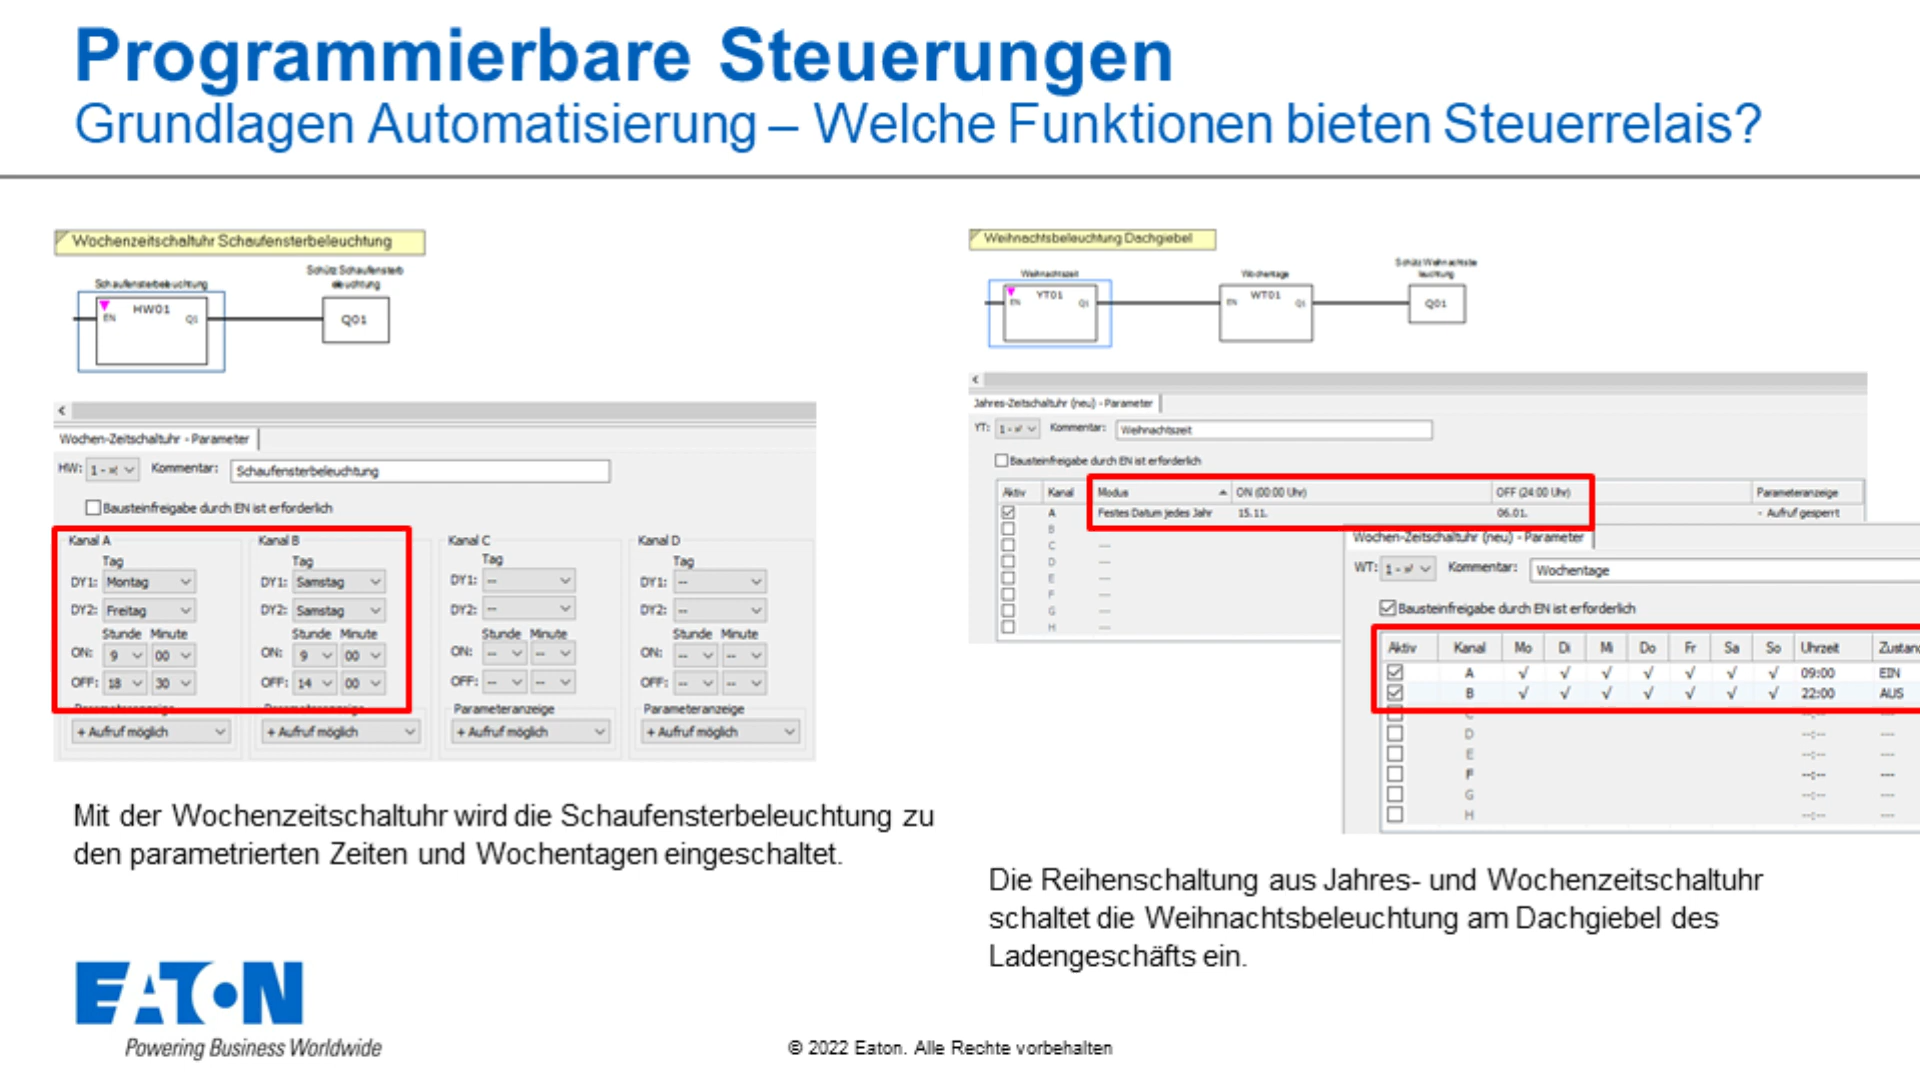 Programmierbare Steuerungen
Grundlagen Automatisierung – Welche Funktionen bieten Steuerrelais?
Wochenzeitschaltuhr Schaufensterbeleuchtung
Schaufensterbeleuchtung
Schütz Schaufensterb
eleuchtung
HW01
EN
Q1
Q01
Wochen-Zeitschaltuhr - Parameter
HW:
Kommentar: Schaufensterbeleuchtung
Bausteinfreigabe durch EN ist erforderlich
Kanal A Kanal B Kanal C Kanal D
Tag Tag Tag Tag
DY1: Montag DY1: Samstag DY1: -- DY1: --
DY2: Freitag DY2: Samstag DY2: -- DY2: --
Stunde Minute Stunde Minute Stunde Minute Stunde Minute
ON: 9 00 ON: 9 00 ON: -- -- ON: -- --
OFF: 18 30 OFF: 14 00 OFF: -- -- OFF: -- --
Parameteranzeige Parameteranzeige Parameteranzeige Parameteranzeige
+ Aufruf möglich + Aufruf möglich + Aufruf möglich + Aufruf möglich
Mit der Wochenzeitschaltuhr wird die Schaufensterbeleuchtung zu
den parametrierten Zeiten und Wochentagen eingeschaltet.
Weihnachtsbeleuchtung Dachgiebel
Weihnachtszeit
Wochentage
Schütz Weihnachtsbe
leuchtung
YT01
EN
Q1
WT01
EN
Q1
Q01
Jahres-Zeitschaltuhr (neu) - Parameter
YT:
Kommentar: Weihnachtszeit
Bausteinfreigabe durch EN ist erforderlich
Aktiv Kanal Modus ON (00:00 Uhr) OFF (24:00 Uhr) Parameteranzeige
A Festes Datum jedes Jahr 15.11. 06.01. - Aufruf gesperrt
B
C ---
D ---
E ---
F ---
G ---
H ---
Wochen-Zeitschaltuhr (neu) - Parameter
WT:
Kommentar: Wochentage
Bausteinfreigabe durch EN ist erforderlich
Aktiv Kanal Mo Di Mi Do Fr Sa So Uhrzeit Zustand
A √ √ √ √ √ √ √ 09:00 EIN
B √ √ √ √ √ √ √ 22:00 AUS
C --:-- ---
D --:-- ---
E --:-- ---
F --:-- ---
G --:-- ---
H --:-- ---
Die Reihenschaltung aus Jahres- und Wochenzeitschaltuhr
schaltet die Weihnachtsbeleuchtung am Dachgiebel des
Ladengeschäfts ein.
EATON
Powering Business Worldwide
© 2022 Eaton. Alle Rechte vorbehalten